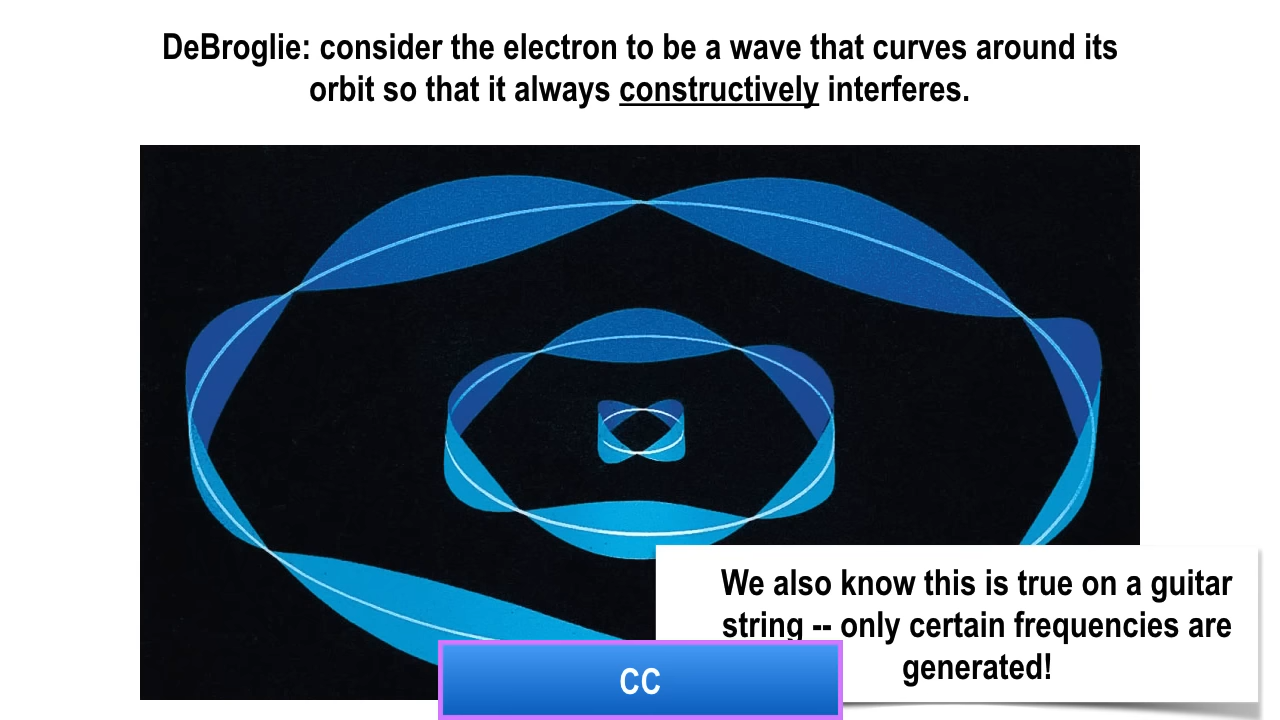 DeBroglie: consider the electron to be a wave that curves around its
orbit so that it always constructively interferes.
We also know this is true on a guitar
string -- only certain frequencies are
generated!
CC